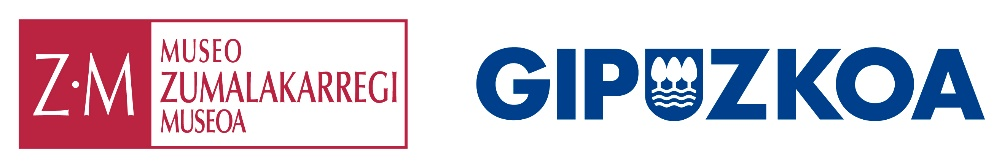 Z·M
MUSEO
ZUMALAKARREGI
MUSEOA
GIPUZKOA